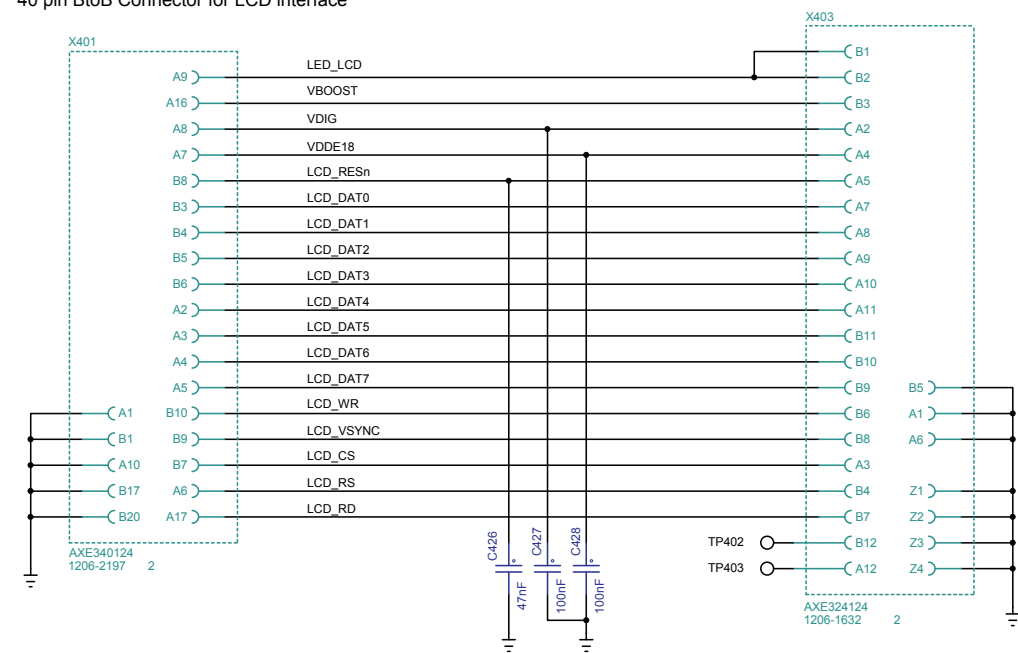 40 pin BtoB Connector for LCD interface
X401
X403
B1
A9
LED_LCD
B2
A16
VBOOST
B3
A8
VDIG
A2
A7
VDDE18
A4
B8
LCD_RESn
A5
B3
LCD_DAT0
A7
B4
LCD_DAT1
A8
B5
LCD_DAT2
A9
B6
LCD_DAT3
A10
A2
LCD_DAT4
A11
A3
LCD_DAT5
B11
A4
LCD_DAT6
B10
A5
LCD_DAT7
B9
B5
A1
B10
LCD_WR
B6
A1
B1
B9
LCD_VSYNC
B8
A6
A10
B7
LCD_CS
A3
B17
A6
LCD_RS
B4
Z1
B20
A17
LCD_RD
B7
Z2
TP402
B12
Z3
TP403
A12
Z4
AXE340124
1206-2197 2
C426
47nF
C427
100nF
C428
100nF
AXE324124
1206-1632 2